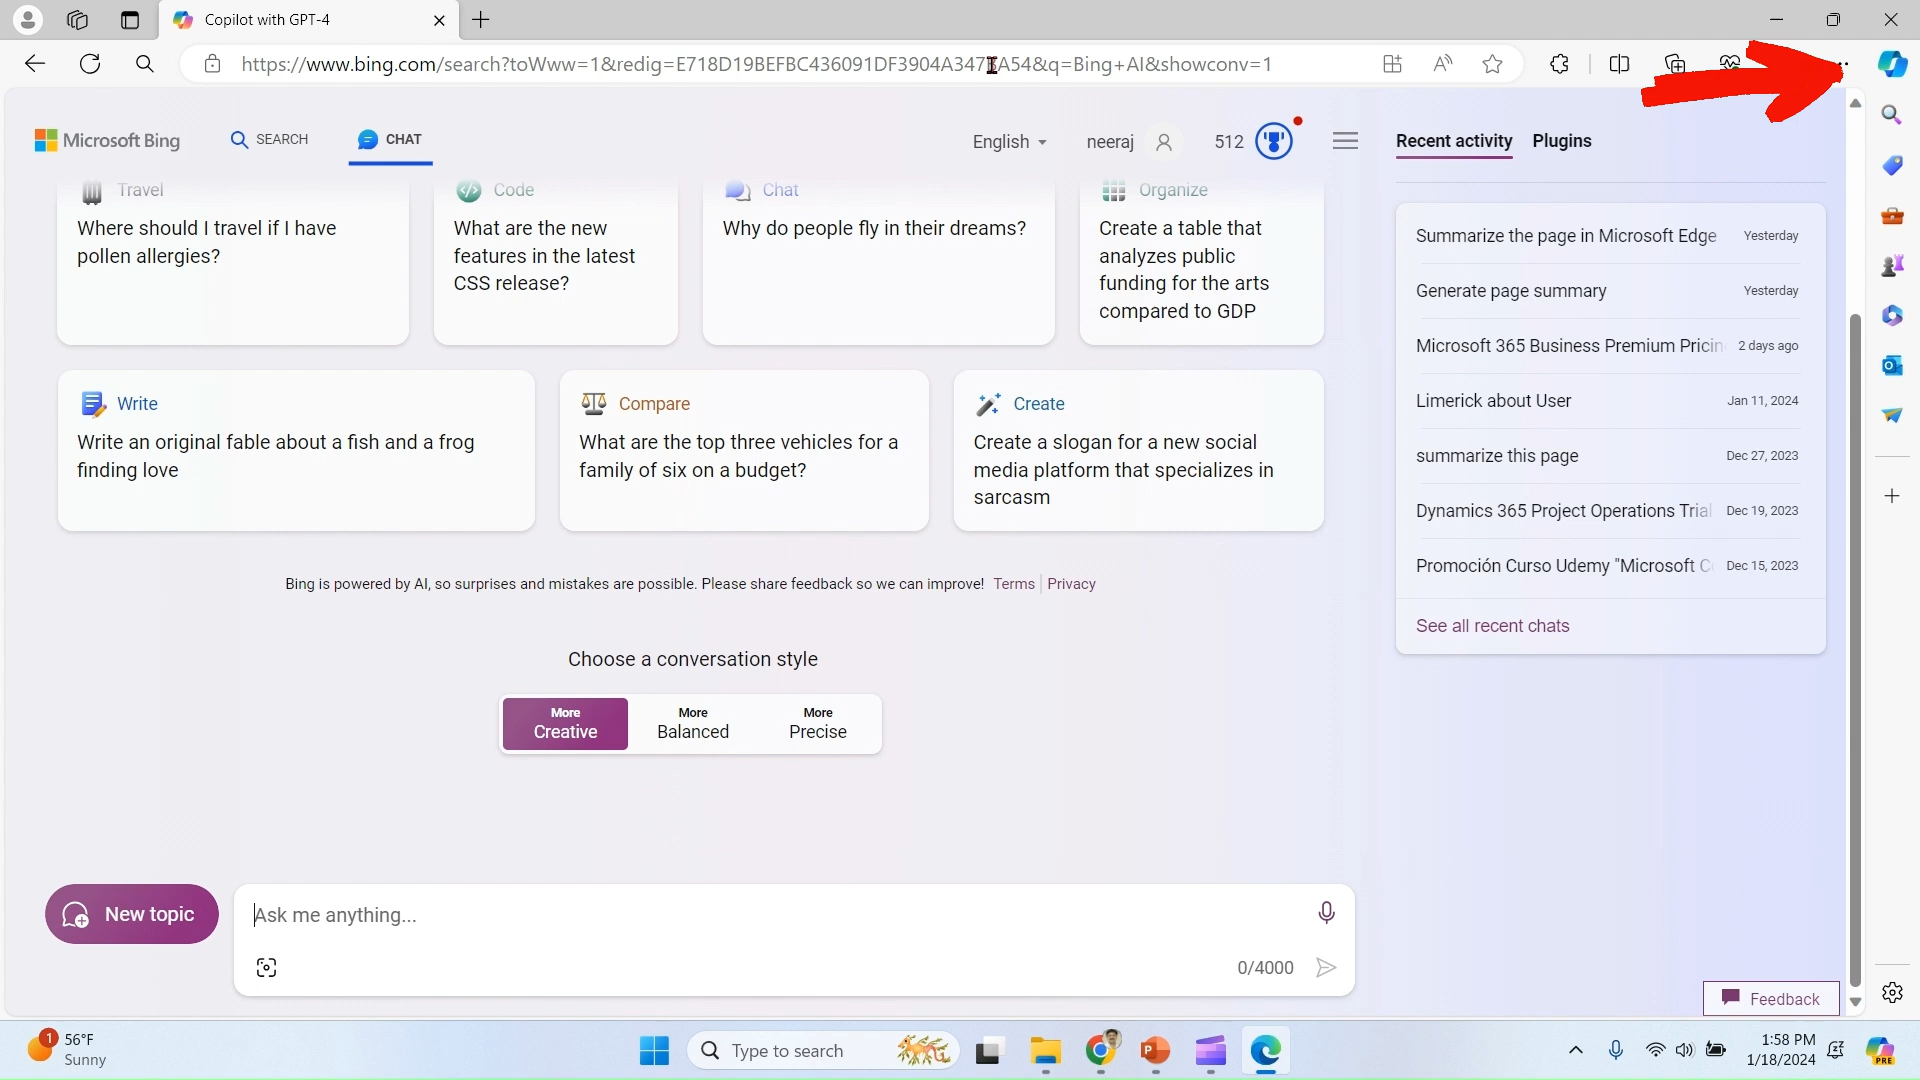 Copilot with GPT-4
https://www.bing.com/search?toWww=1&redig=E718D19BEFBC436091DF3904A347BA54&q=Bing+AI&showconv=1
Microsoft Bing
SEARCH
CHAT
English
neeraj
512
Recent activity
Plugins
Travel
Where should I travel if I have
pollen allergies?
Code
What are the new
features in the latest
CSS release?
Chat
Why do people fly in their dreams?
Organize
Create a table that
analyzes public
funding for the arts
compared to GDP
Write
Write an original fable about a fish and a frog
finding love
Compare
What are the top three vehicles for a
family of six on a budget?
Create
Create a slogan for a new social
media platform that specializes in
sarcasm
Bing is powered by AI, so surprises and mistakes are possible. Please share feedback so we can improve! Terms Privacy
Choose a conversation style
More
Creative
More
Balanced
More
Precise
Summarize the page in Microsoft Edge Yesterday
Generate page summary Yesterday
Microsoft 365 Business Premium Pricin 2 days ago
Limerick about User Jan 11, 2024
summarize this page Dec 27, 2023
Dynamics 365 Project Operations Trial Dec 19, 2023
Promoción Curso Udemy "Microsoft C Dec 15, 2023
See all recent chats
New topic
Ask me anything...
0/4000
Feedback
1
56°F
Sunny
Type to search
1:58 PM
1/18/2024
PRE